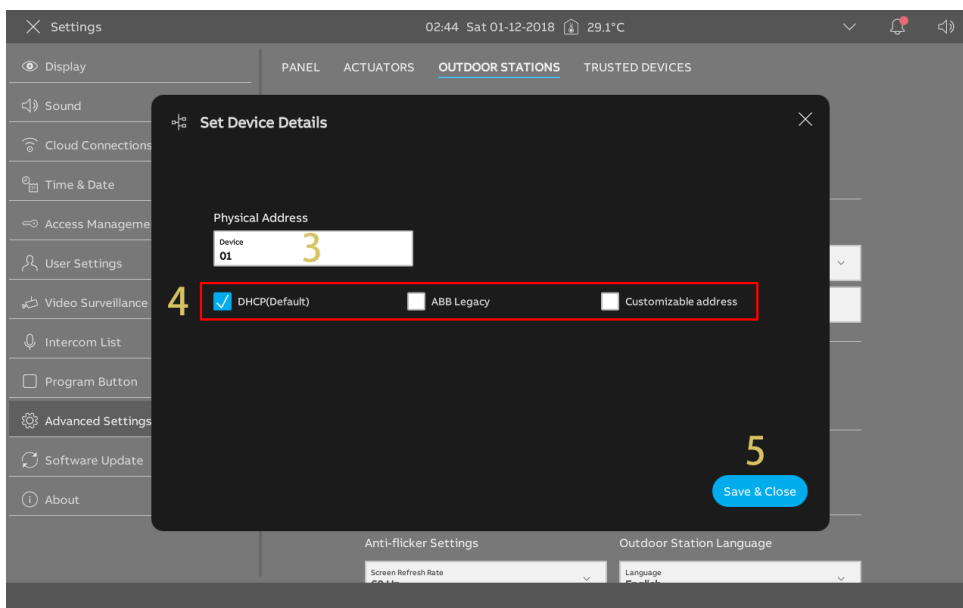 Settings
02:44 Sat 01-12-2018 29.1°C
Display
PANEL ACTUATORS OUTDOOR STATIONS TRUSTED DEVICES
Sound
Set Device Details
Cloud Connections
Time & Date
Access Manageme
Physical Address
Device
01
3
User Settings
Video Surveillance
4
DHCP(Default) ABB Legacy Customizable address
Intercom List
Program Button
Advanced Settings
5
Software Update
Save & Close
About
Anti-flicker Settings Outdoor Station Language
Screen Refresh Rate
Language
English